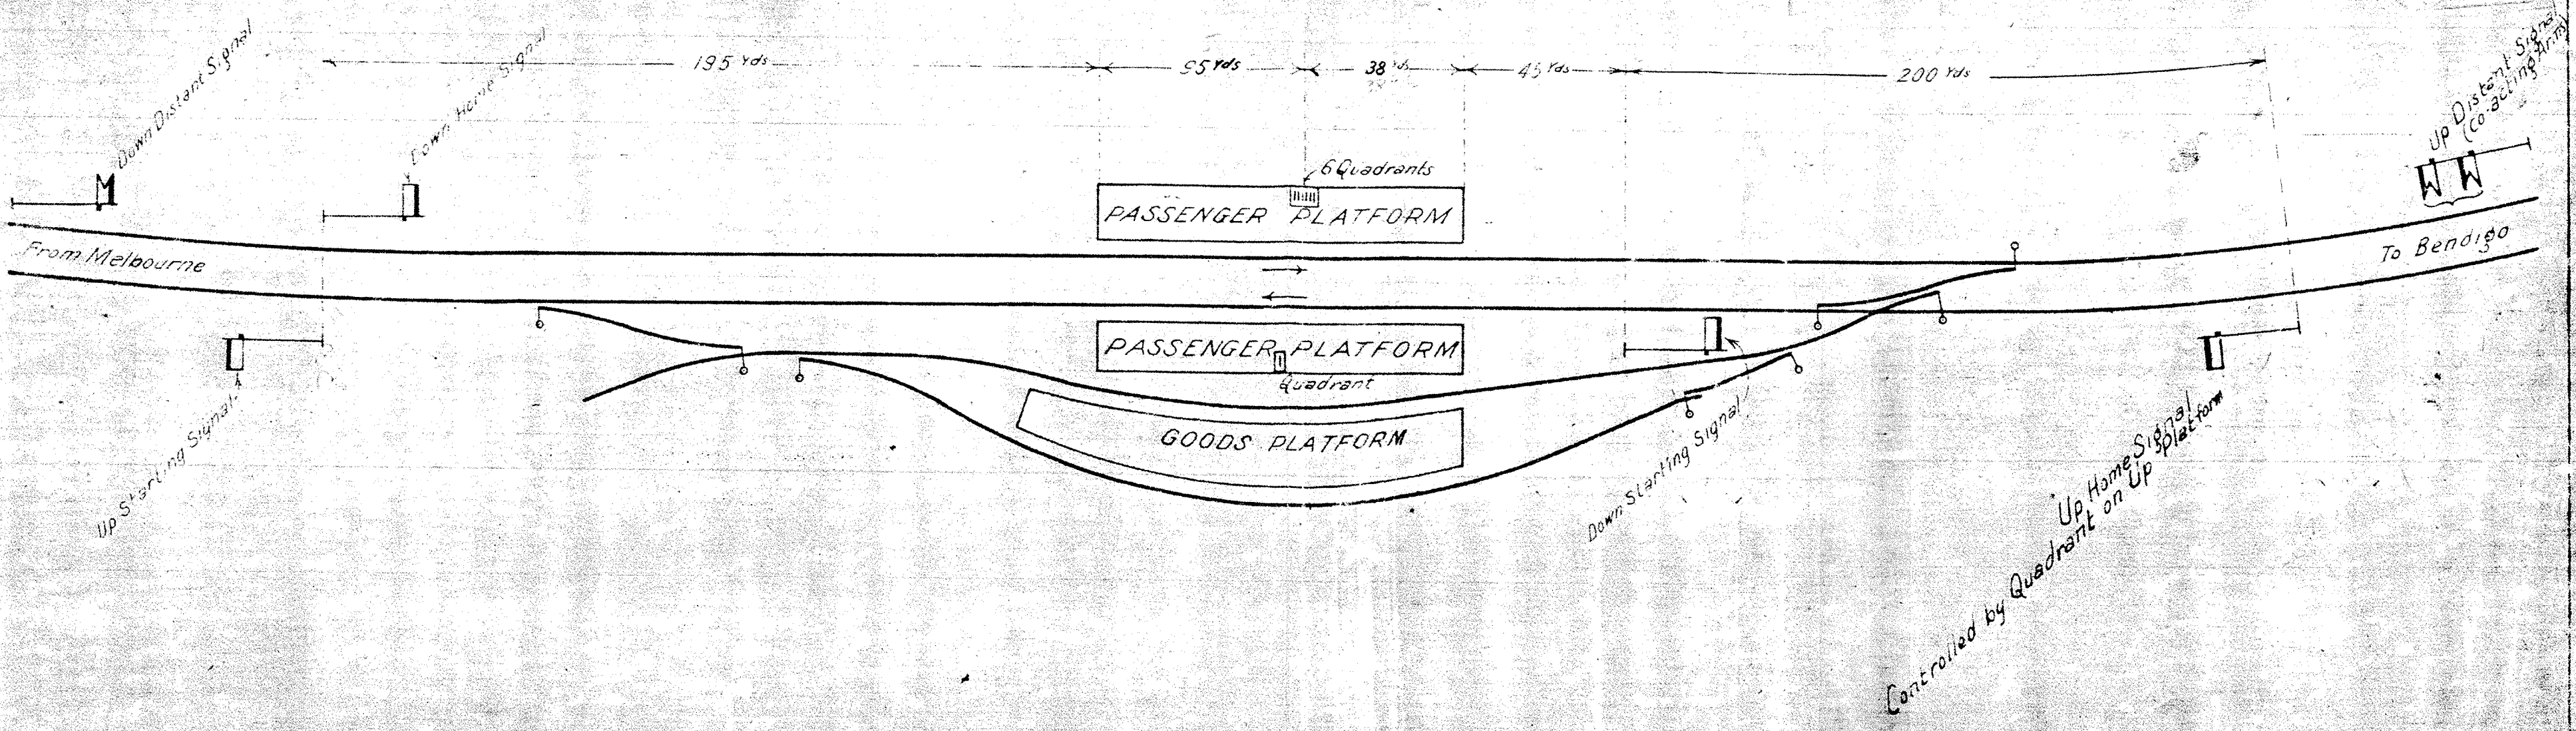 195 Yds
55 Yds
38 Yds
45 Yds
200 Yds
Down Distant Signal
Down Home Signal
Up Distant Signal
(Co-acting Arm)
6 Quadrants
PASSENGER PLATFORM
From Melbourne
To Bendigo
PASSENGER PLATFORM
Quadrant
GOODS PLATFORM
Up Starting Signal
Down Starting Signal
Up Home Signal
Controlled by Quadrant on Up Platform